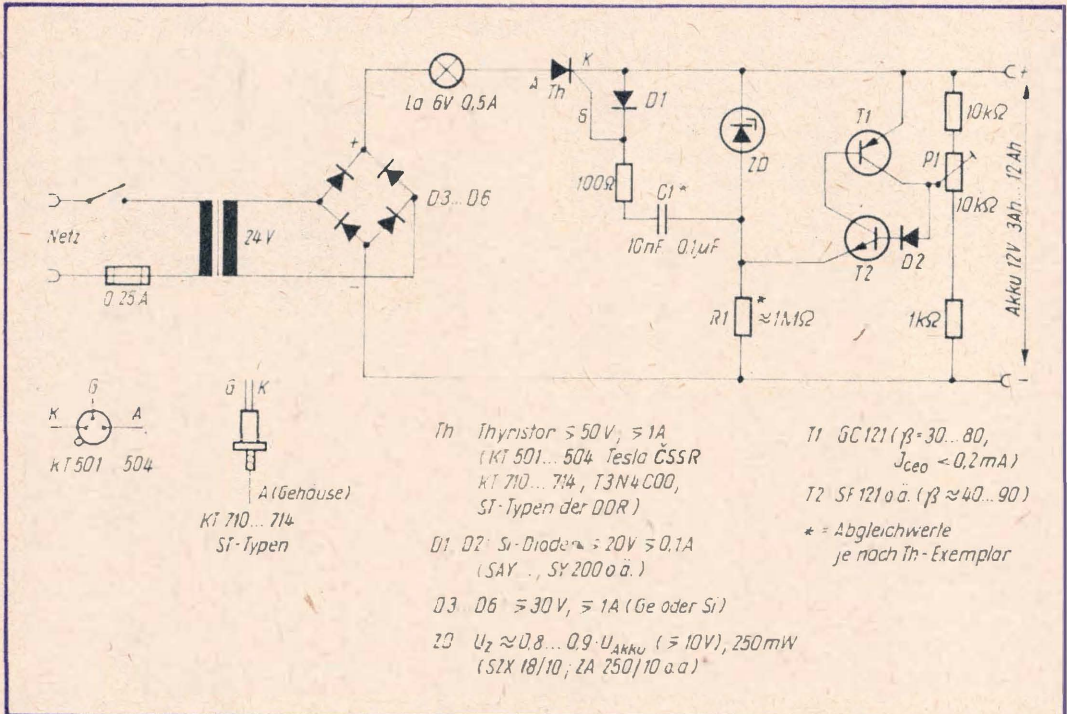 La 6V 0,5A
A Th K
G
D1
100Ω
C1*
10nF 0,1µF
ZD
T1
T2
D2
10kΩ
P1
10kΩ
1kΩ
R1 * ≈1MΩ
+
-
Akku 12V 3Ah...12Ah
+
-
D3...D6
Netz
24V
0,25A
G
K A
KT 501 504
G K
A (Gehäuse)
KT 710...714
ST-Typen
Th Thyristor ≧ 50V, ≧ 1A
(KT 501...504 Tesla ČSSR
KT 710...714, T3N4C00,
ST-Typen der DDR)
D1 D2: Si-Dioden ≧ 20V ≧ 0,1A
(SAY..., SY 200 o.ä.)
D3 D6 ≧ 30V, ≧ 1A (Ge oder Si)
ZD U_Z ≈ 0,8...0,9·U_Akku (≧ 10V), 250mW
(SZX 18/10; ZA 250/10 o.ä)
T1 GC 121 (β=30...80,
J_CEO < 0,2mA)
T2 SF 121 o.ä. (β ≈ 40...90)
* = Abgleichwerte
je nach Th-Exemplar